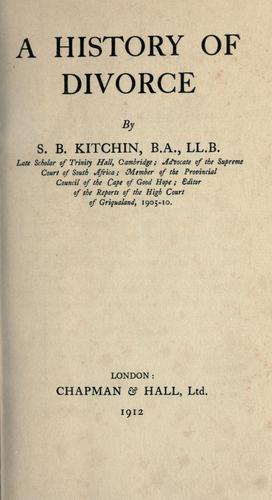 A HISTORY OF
DIVORCE
By
S. B. KITCHIN, B.A., LL.B.
Late Scholar of Trinity Hall, Cambridge; Advocate of the Supreme
Court of South Africa; Member of the Provincial
Council of the Cape of Good Hope; Editor
of the Reports of the High Court
of Griqualand, 1905-10.
LONDON:
CHAPMAN & HALL, Ltd.
1912